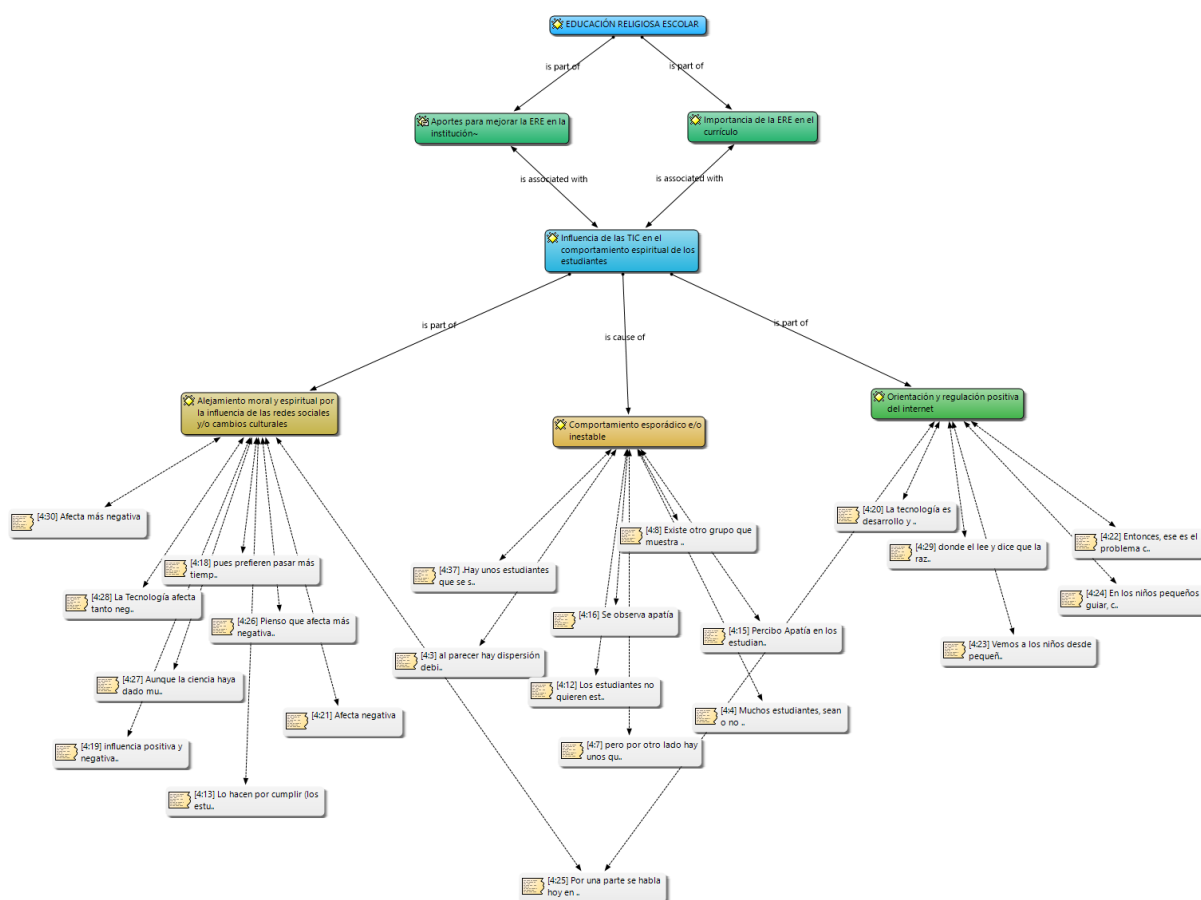 EDUCACIÓN RELIGIOSA ESCOLAR
is part of
is part of
Aportes para mejorar la ERE en la
institución~
Importancia de la ERE en el
currículo
is associated with
is associated with
Influencia de las TIC en el
comportamiento espiritual de los
estudiantes
is part of
is cause of
is part of
Alejamiento moral y espiritual por
la influencia de las redes sociales
y/o cambios culturales
Comportamiento esporádico e/o
inestable
Orientación y regulación positiva
del internet
[4:30] Afecta más negativa
[4:18] pues prefieren pasar más
tiemp..
[4:28] La Tecnología afecta
tanto neg..
[4:26] Pienso que afecta más
negativa..
[4:27] Aunque la ciencia haya
dado mu..
[4:21] Afecta negativa
[4:19] influencia positiva y
negativa..
[4:13] Lo hacen por cumplir (los
estu..
[4:8] Existe otro grupo que
muestra ..
[4:37] .Hay unos estudiantes
que se s..
[4:16] Se observa apatía
[4:15] Percibo Apatía en los
estudian..
[4:3] al parecer hay dispersión
debi..
[4:12] Los estudiantes no
quieren est..
[4:4] Muchos estudiantes, sean
o no ..
[4:7] pero por otro lado hay
unos qu..
[4:20] La tecnología es
desarrollo y ..
[4:29] donde el lee y dice que la
raz..
[4:22] Entonces, ese es el
problema c..
[4:24] En los niños pequeños
guiar, c..
[4:23] Vemos a los niños desde
pequeñ..
[4:25] Por una parte se habla
hoy en ..